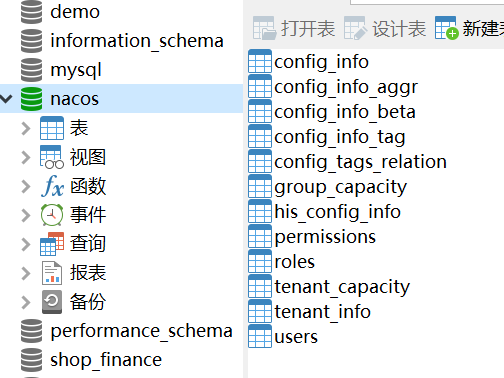 demo
information_schema
mysql
nacos
表
视图
函数
事件
查询
报表
备份
performance_schema
shop_finance
打开表 设计表 新建
config_info
config_info_aggr
config_info_beta
config_info_tag
config_tags_relation
group_capacity
his_config_info
permissions
roles
tenant_capacity
tenant_info
users